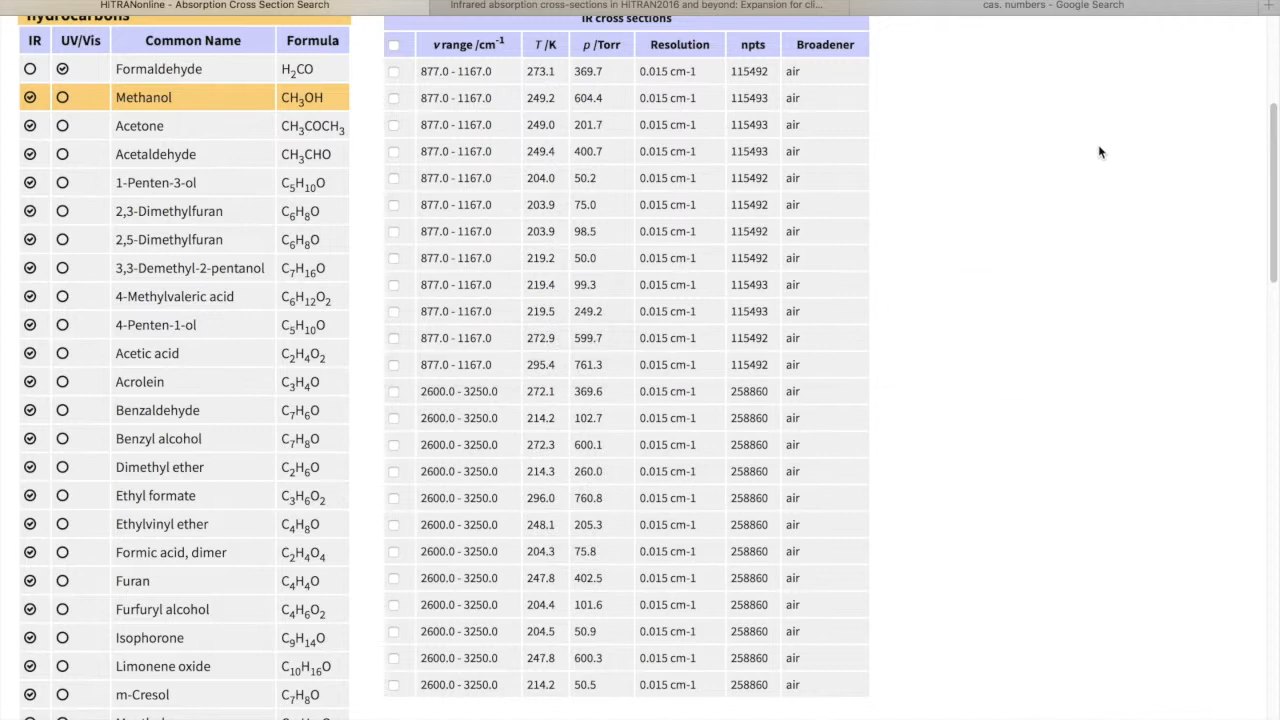 HITRANonline - Absorption Cross Section Search
Infrared absorption cross-sections in HITRAN2016 and beyond: Expansion for cli...
cas. numbers - Google Search
hydrocarbons
IR UV/Vis Common Name Formula
Formaldehyde H2CO
Methanol CH3OH
Acetone CH3COCH3
Acetaldehyde CH3CHO
1-Penten-3-ol C5H10O
2,3-Dimethylfuran C6H8O
2,5-Dimethylfuran C6H8O
3,3-Demethyl-2-pentanol C7H16O
4-Methylvaleric acid C6H12O2
4-Penten-1-ol C5H10O
Acetic acid C2H4O2
Acrolein C3H4O
Benzaldehyde C7H6O
Benzyl alcohol C7H8O
Dimethyl ether C2H6O
Ethyl formate C3H6O2
Ethylvinyl ether C4H8O
Formic acid, dimer C2H4O4
Furan C4H4O
Furfuryl alcohol C4H6O2
Isophorone C9H14O
Limonene oxide C10H16O
m-Cresol C7H8O
IR cross sections
ν range /cm-1 T /K p /Torr Resolution npts Broadener
877.0 - 1167.0 273.1 369.7 0.015 cm-1 115492 air
877.0 - 1167.0 249.2 604.4 0.015 cm-1 115493 air
877.0 - 1167.0 249.0 201.7 0.015 cm-1 115493 air
877.0 - 1167.0 249.4 400.7 0.015 cm-1 115493 air
877.0 - 1167.0 204.0 50.2 0.015 cm-1 115492 air
877.0 - 1167.0 203.9 75.0 0.015 cm-1 115492 air
877.0 - 1167.0 203.9 98.5 0.015 cm-1 115492 air
877.0 - 1167.0 219.2 50.0 0.015 cm-1 115492 air
877.0 - 1167.0 219.4 99.3 0.015 cm-1 115493 air
877.0 - 1167.0 219.5 249.2 0.015 cm-1 115493 air
877.0 - 1167.0 272.9 599.7 0.015 cm-1 115492 air
877.0 - 1167.0 295.4 761.3 0.015 cm-1 115492 air
2600.0 - 3250.0 272.1 369.6 0.015 cm-1 258860 air
2600.0 - 3250.0 214.2 102.7 0.015 cm-1 258860 air
2600.0 - 3250.0 272.3 600.1 0.015 cm-1 258860 air
2600.0 - 3250.0 214.3 260.0 0.015 cm-1 258860 air
2600.0 - 3250.0 296.0 760.8 0.015 cm-1 258860 air
2600.0 - 3250.0 248.1 205.3 0.015 cm-1 258860 air
2600.0 - 3250.0 204.3 75.8 0.015 cm-1 258860 air
2600.0 - 3250.0 247.8 402.5 0.015 cm-1 258860 air
2600.0 - 3250.0 204.4 101.6 0.015 cm-1 258860 air
2600.0 - 3250.0 204.5 50.9 0.015 cm-1 258860 air
2600.0 - 3250.0 247.8 600.3 0.015 cm-1 258860 air
2600.0 - 3250.0 214.2 50.5 0.015 cm-1 258860 air